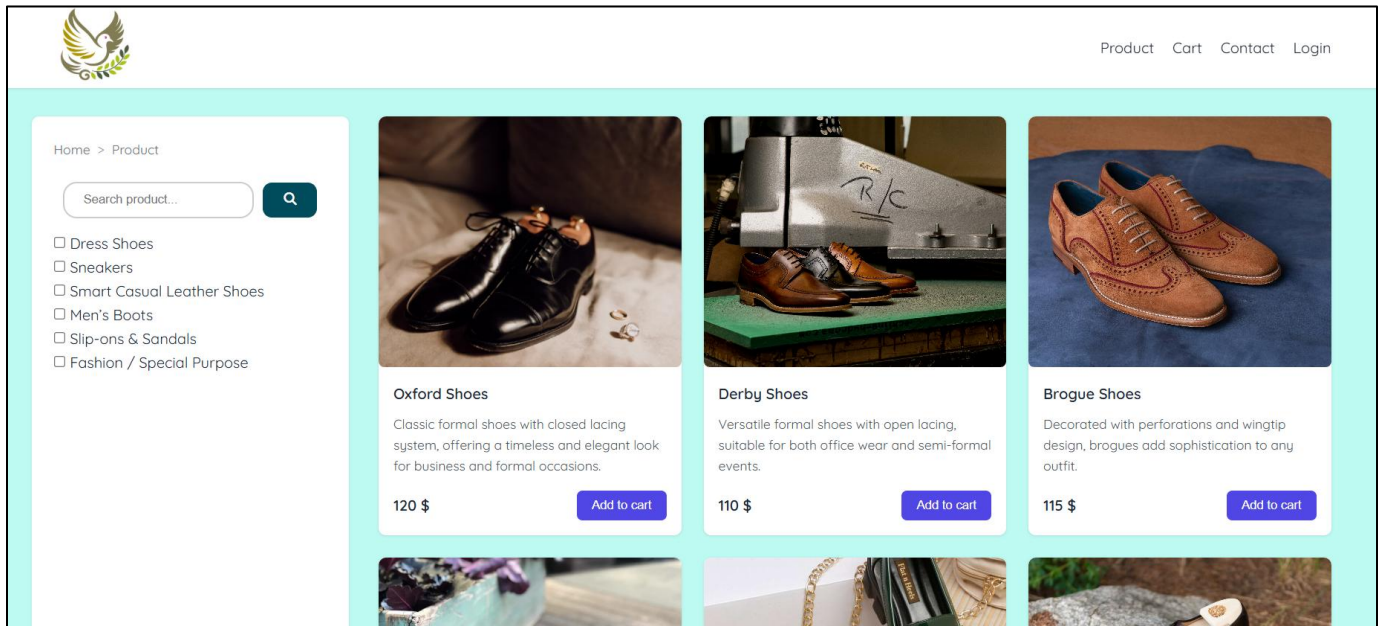 Product Cart Contact Login
Home > Product
Search product...
Dress Shoes
Sneakers
Smart Casual Leather Shoes
Men's Boots
Slip-ons & Sandals
Fashion / Special Purpose
R/C
Oxford Shoes
Classic formal shoes with closed lacing
system, offering a timeless and elegant look
for business and formal occasions.
120 $
Add to cart
Derby Shoes
Versatile formal shoes with open lacing,
suitable for both office wear and semi-formal
events.
110 $
Add to cart
Brogue Shoes
Decorated with perforations and wingtip
design, brogues add sophistication to any
outfit.
115 $
Add to cart
Flat n Heels